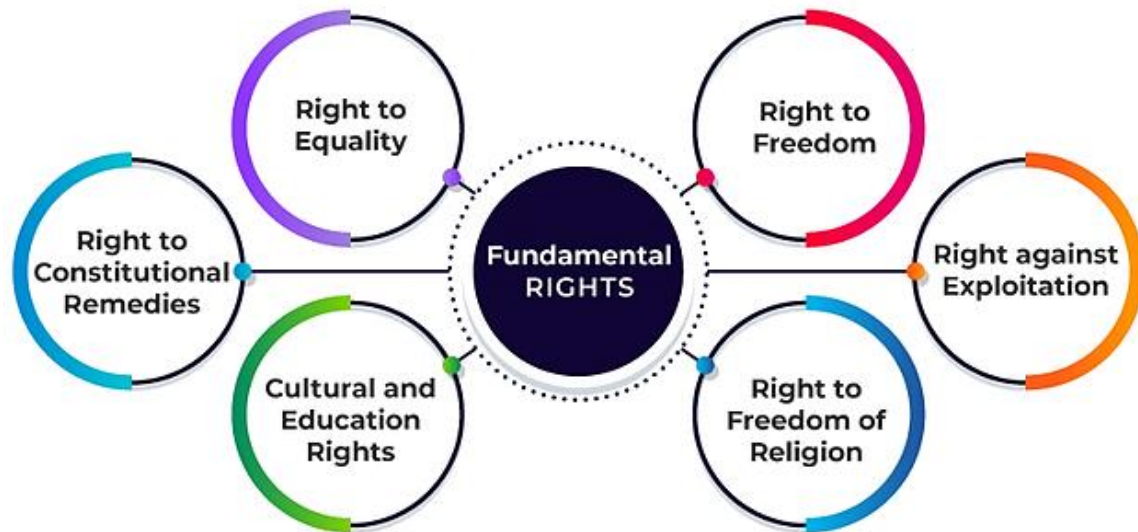 Right to
Equality
Right to
Freedom
Right to
Constitutional
Remedies
Fundamental
RIGHTS
Right against
Exploitation
Cultural and
Education
Rights
Right to
Freedom of
Religion